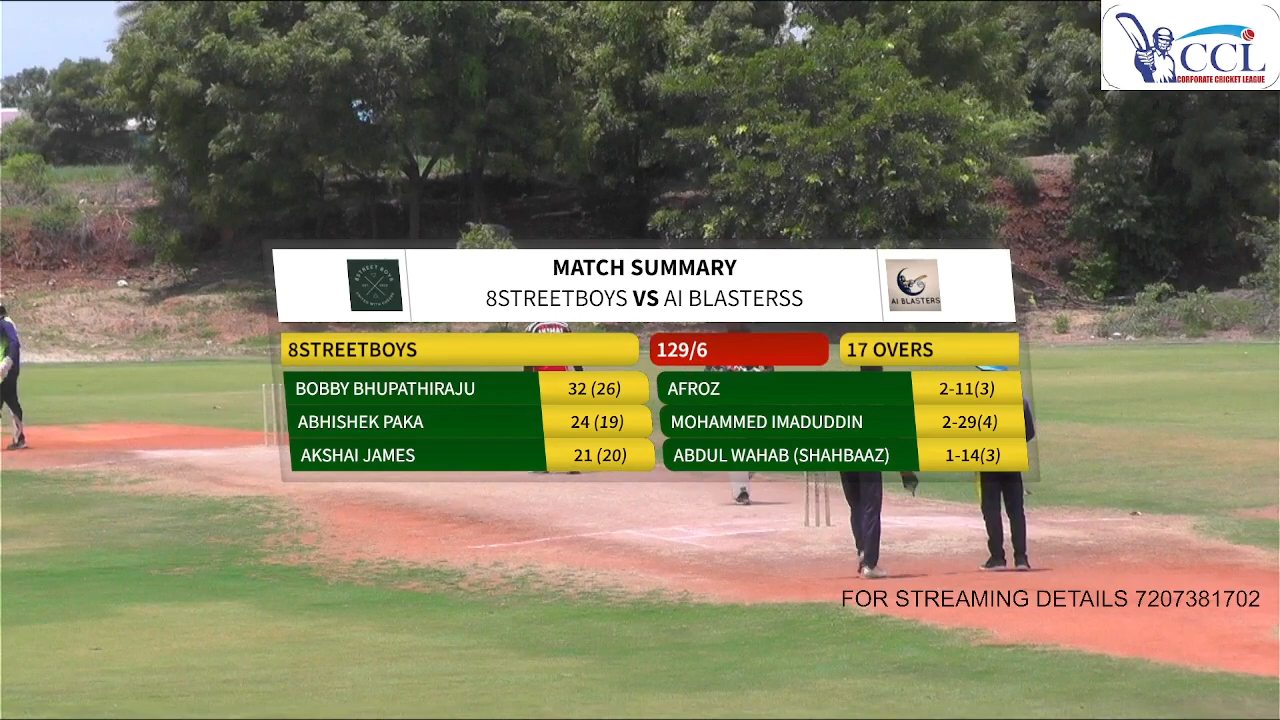 CCL
CORPORATE CRICKET LEAGUE
MATCH SUMMARY
8STREETBOYS VS AI BLASTERSS
AI BLASTERS
8STREETBOYS 129/6 17 OVERS
BOBBY BHUPATHIRAJU 32 (26) AFROZ 2-11(3)
ABHISHEK PAKA 24 (19) MOHAMMED IMADUDDIN 2-29(4)
AKSHAI JAMES 21 (20) ABDUL WAHAB (SHAHBAAZ) 1-14(3)
FOR STREAMING DETAILS 7207381702